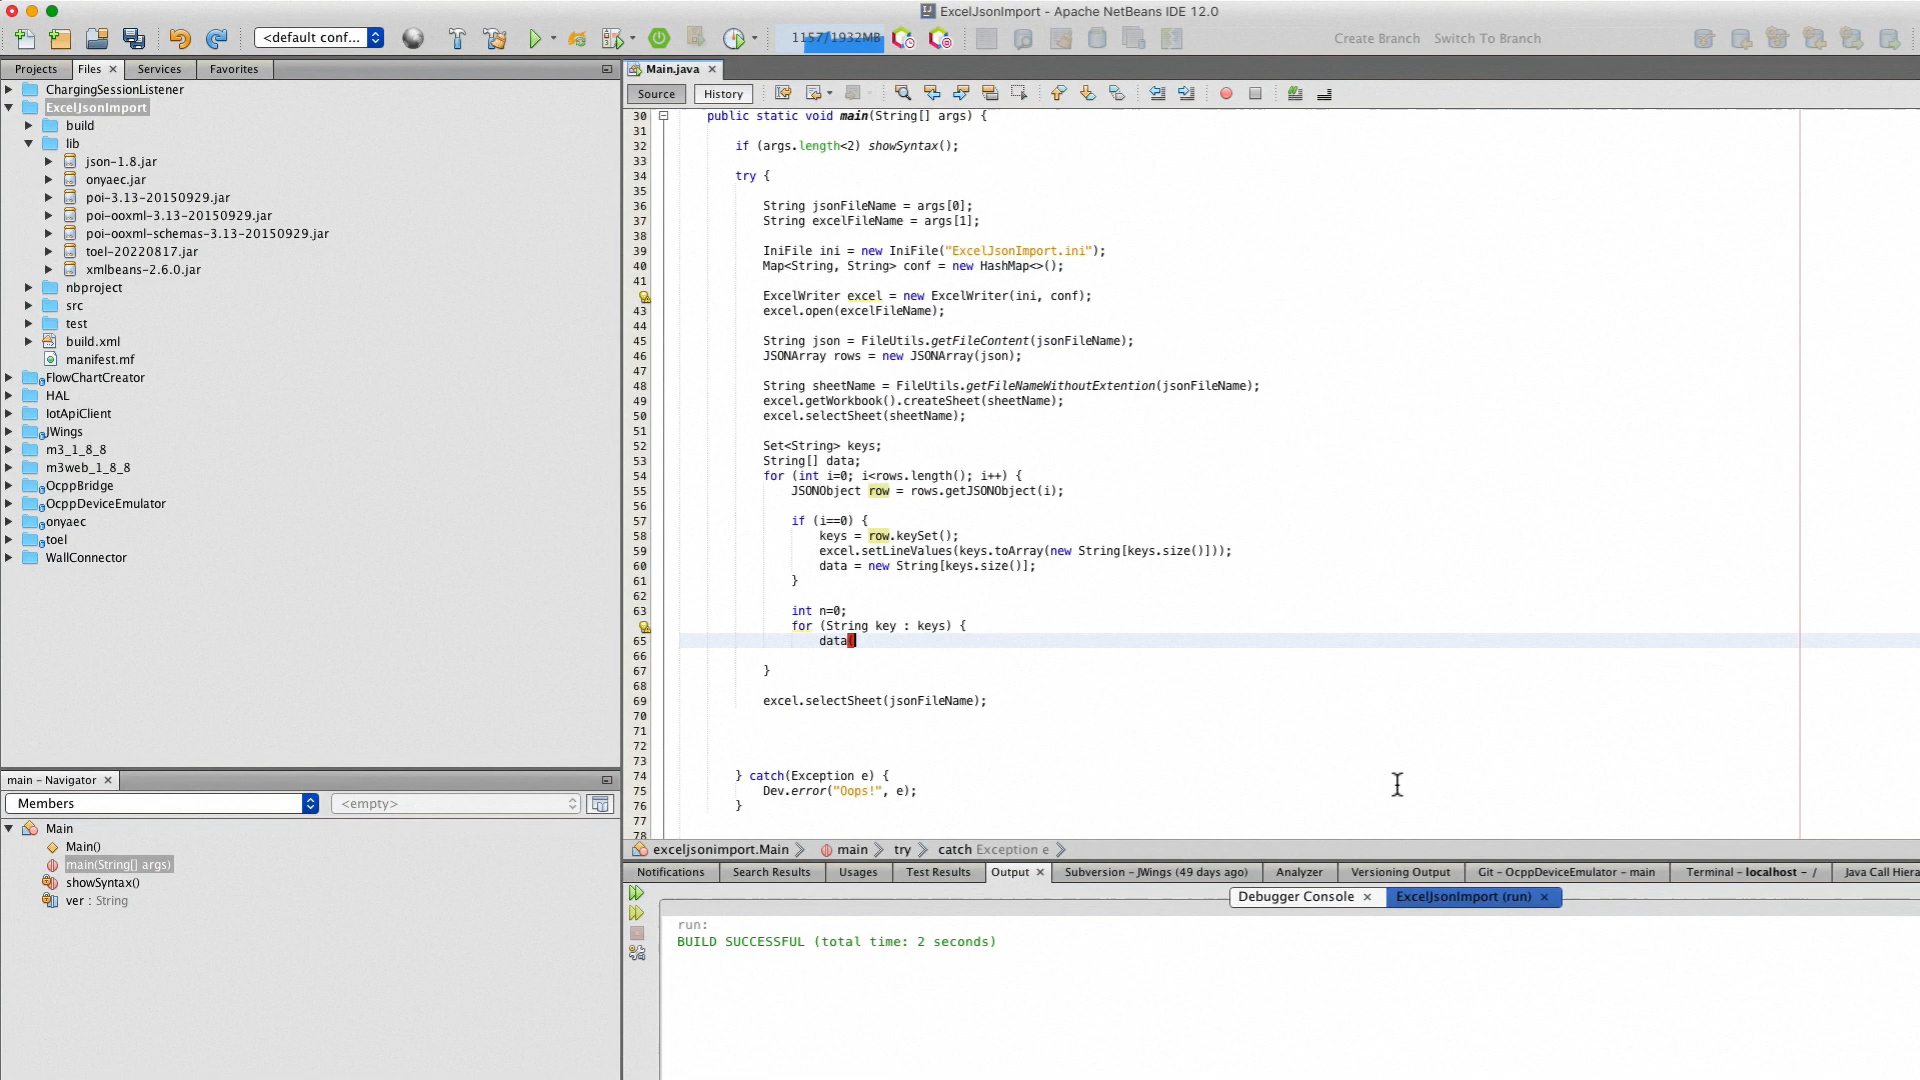 ExcelJsonImport - Apache NetBeans IDE 12.0
<default conf...
1157/1932MB
Create Branch
Switch To Branch
Projects
Files
Services
Favorites
ChargingSessionListener
ExcelJsonImport
build
lib
json-1.8.jar
onyaec.jar
poi-3.13-20150929.jar
poi-ooxml-3.13-20150929.jar
poi-ooxml-schemas-3.13-20150929.jar
toel-20220817.jar
xmlbeans-2.6.0.jar
nbproject
src
test
build.xml
manifest.mf
FlowChartCreator
HAL
IotApiClient
JWings
m3_1_8_8
m3web_1_8_8
OcppBridge
OcppDeviceEmulator
onyaec
toel
WallConnector
main - Navigator
Members
<empty>
Main
Main()
main(String[] args)
showSyntax()
ver : String
Main.java
Source
History
30 public static void main(String[] args) {
31
32 if (args.length<2) showSyntax();
33
34 try {
35
36 String jsonFileName = args[0];
37 String excelFileName = args[1];
38
39 IniFile ini = new IniFile("ExcelJsonImport.ini");
40 Map<String, String> conf = new HashMap<>();
41
ExcelWriter excel = new ExcelWriter(ini, conf);
43 excel.open(excelFileName);
44
45 String json = FileUtils.getFileContent(jsonFileName);
46 JSONArray rows = new JSONArray(json);
47
48 String sheetName = FileUtils.getFileNameWithoutExtention(jsonFileName);
49 excel.getWorkbook().createSheet(sheetName);
50 excel.selectSheet(sheetName);
51
52 Set<String> keys;
53 String[] data;
54 for (int i=0; i<rows.length(); i++) {
55 JSONObject row = rows.getJSONObject(i);
56
57 if (i==0) {
58 keys = row.keySet();
59 excel.setLineValues(keys.toArray(new String[keys.size()]));
60 data = new String[keys.size()];
61 }
62
63 int n=0;
for (String key : keys) {
65 data(
66
67 }
68
69 excel.selectSheet(jsonFileName);
70
71
72
73
74 } catch(Exception e) {
75 Dev.error("Oops!", e);
76 }
77
78
exceljsonimport.Main
main
try
catch Exception e
Notifications
Search Results
Usages
Test Results
Output
Subversion - JWings (49 days ago)
Analyzer
Versioning Output
Git - OcppDeviceEmulator - main
Terminal - localhost - /
Java Call Hiera
Debugger Console
ExcelJsonImport (run)
run:
BUILD SUCCESSFUL (total time: 2 seconds)